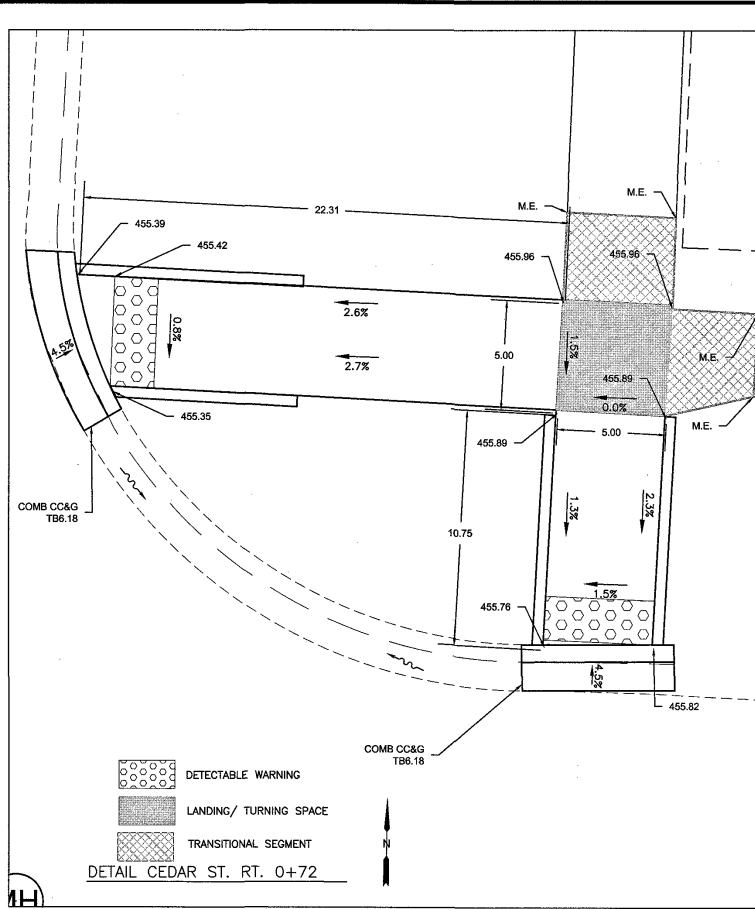 22.31
M.E.
M.E.
455.39
455.42
455.96
455.96
2.6%
0.8%
2.7%
5.00
1.5%
4.5%
M.E.
455.89
0.0%
455.35
455.89
5.00
M.E.
COMB CC&G
TB6.18
10.75
1.3%
2.3%
1.5%
455.76
4.5%
455.82
COMB CC&G
TB6.18
DETECTABLE WARNING
LANDING/ TURNING SPACE
TRANSITIONAL SEGMENT
N
DETAIL CEDAR ST. RT. 0+72